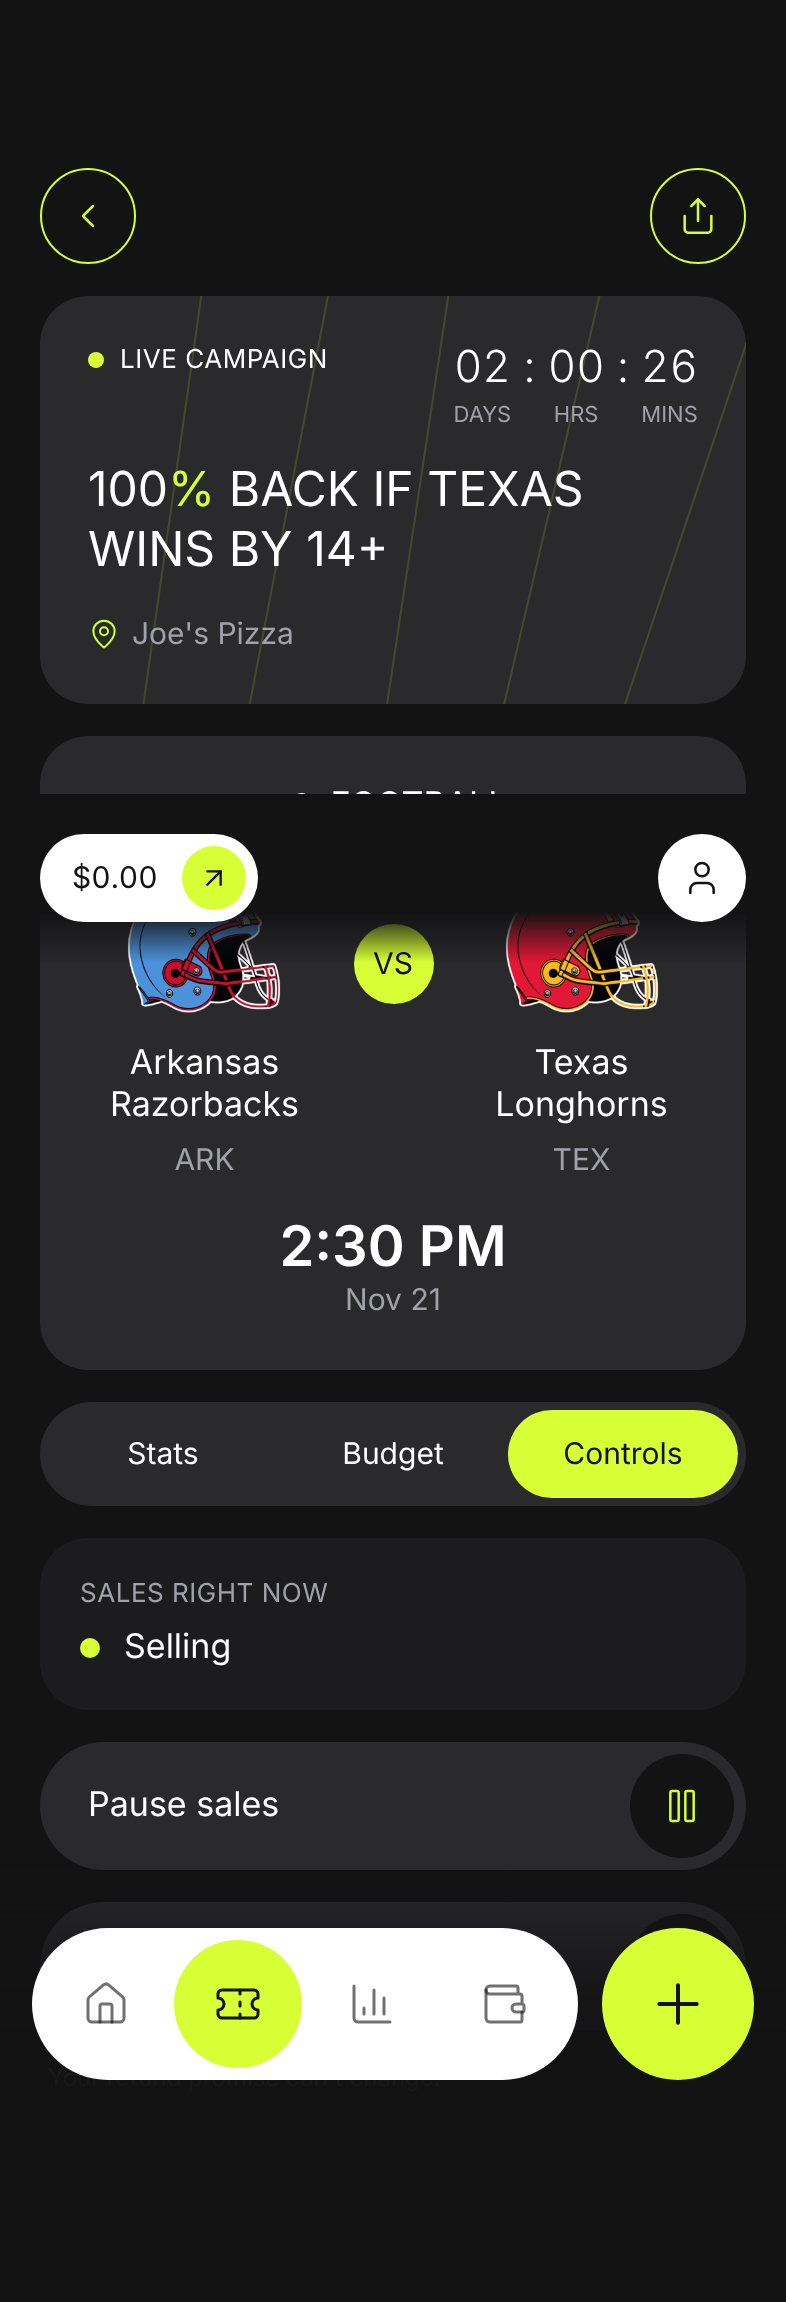 LIVE CAMPAIGN
02 : 00 : 26
DAYS HRS MINS
100% BACK IF TEXAS
WINS BY 14+
Joe's Pizza
FOOTBALL
$0.00
VS
Arkansas
Razorbacks
Texas
Longhorns
ARK
TEX
2:30 PM
Nov 21
Stats
Budget
Controls
SALES RIGHT NOW
Selling
Pause sales